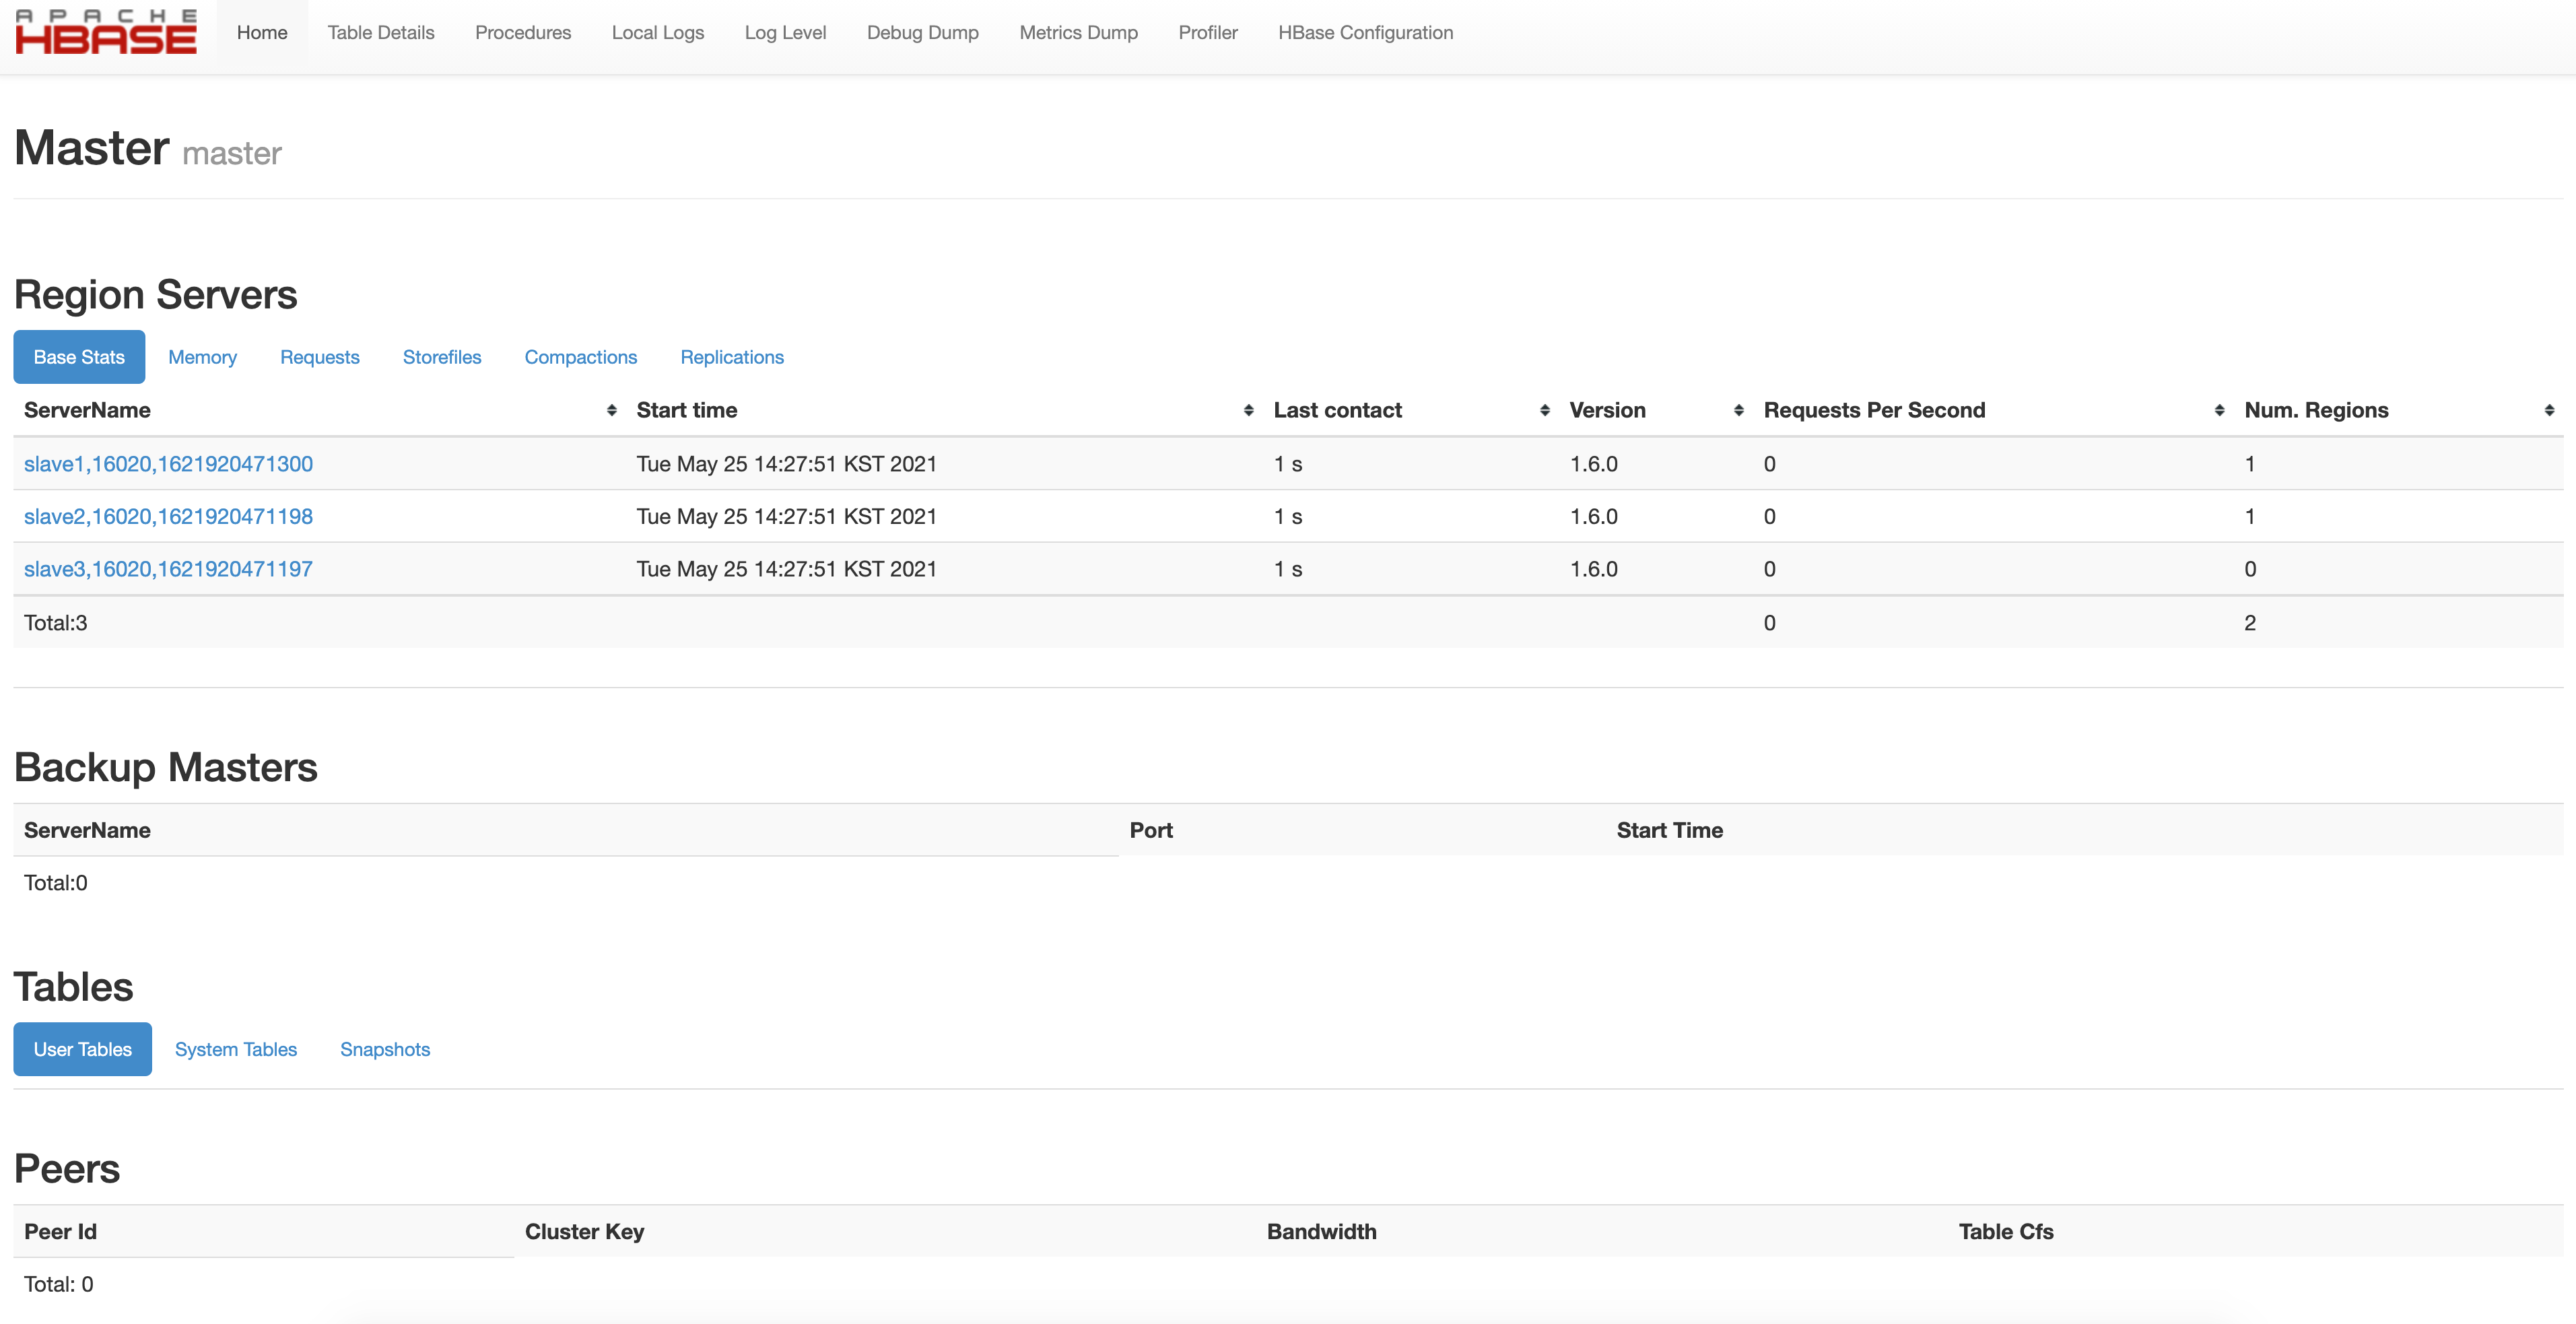 APACHE
HBASE
Home Table Details Procedures Local Logs Log Level Debug Dump Metrics Dump Profiler HBase Configuration
Master master
Region Servers
Base Stats Memory Requests Storefiles Compactions Replications
ServerName Start time Last contact Version Requests Per Second Num. Regions
slave1,16020,1621920471300 Tue May 25 14:27:51 KST 2021 1 s 1.6.0 0 1
slave2,16020,1621920471198 Tue May 25 14:27:51 KST 2021 1 s 1.6.0 0 1
slave3,16020,1621920471197 Tue May 25 14:27:51 KST 2021 1 s 1.6.0 0 0
Total:3 0 2
Backup Masters
ServerName Port Start Time
Total:0
Tables
User Tables System Tables Snapshots
Peers
Peer Id Cluster Key Bandwidth Table Cfs
Total: 0